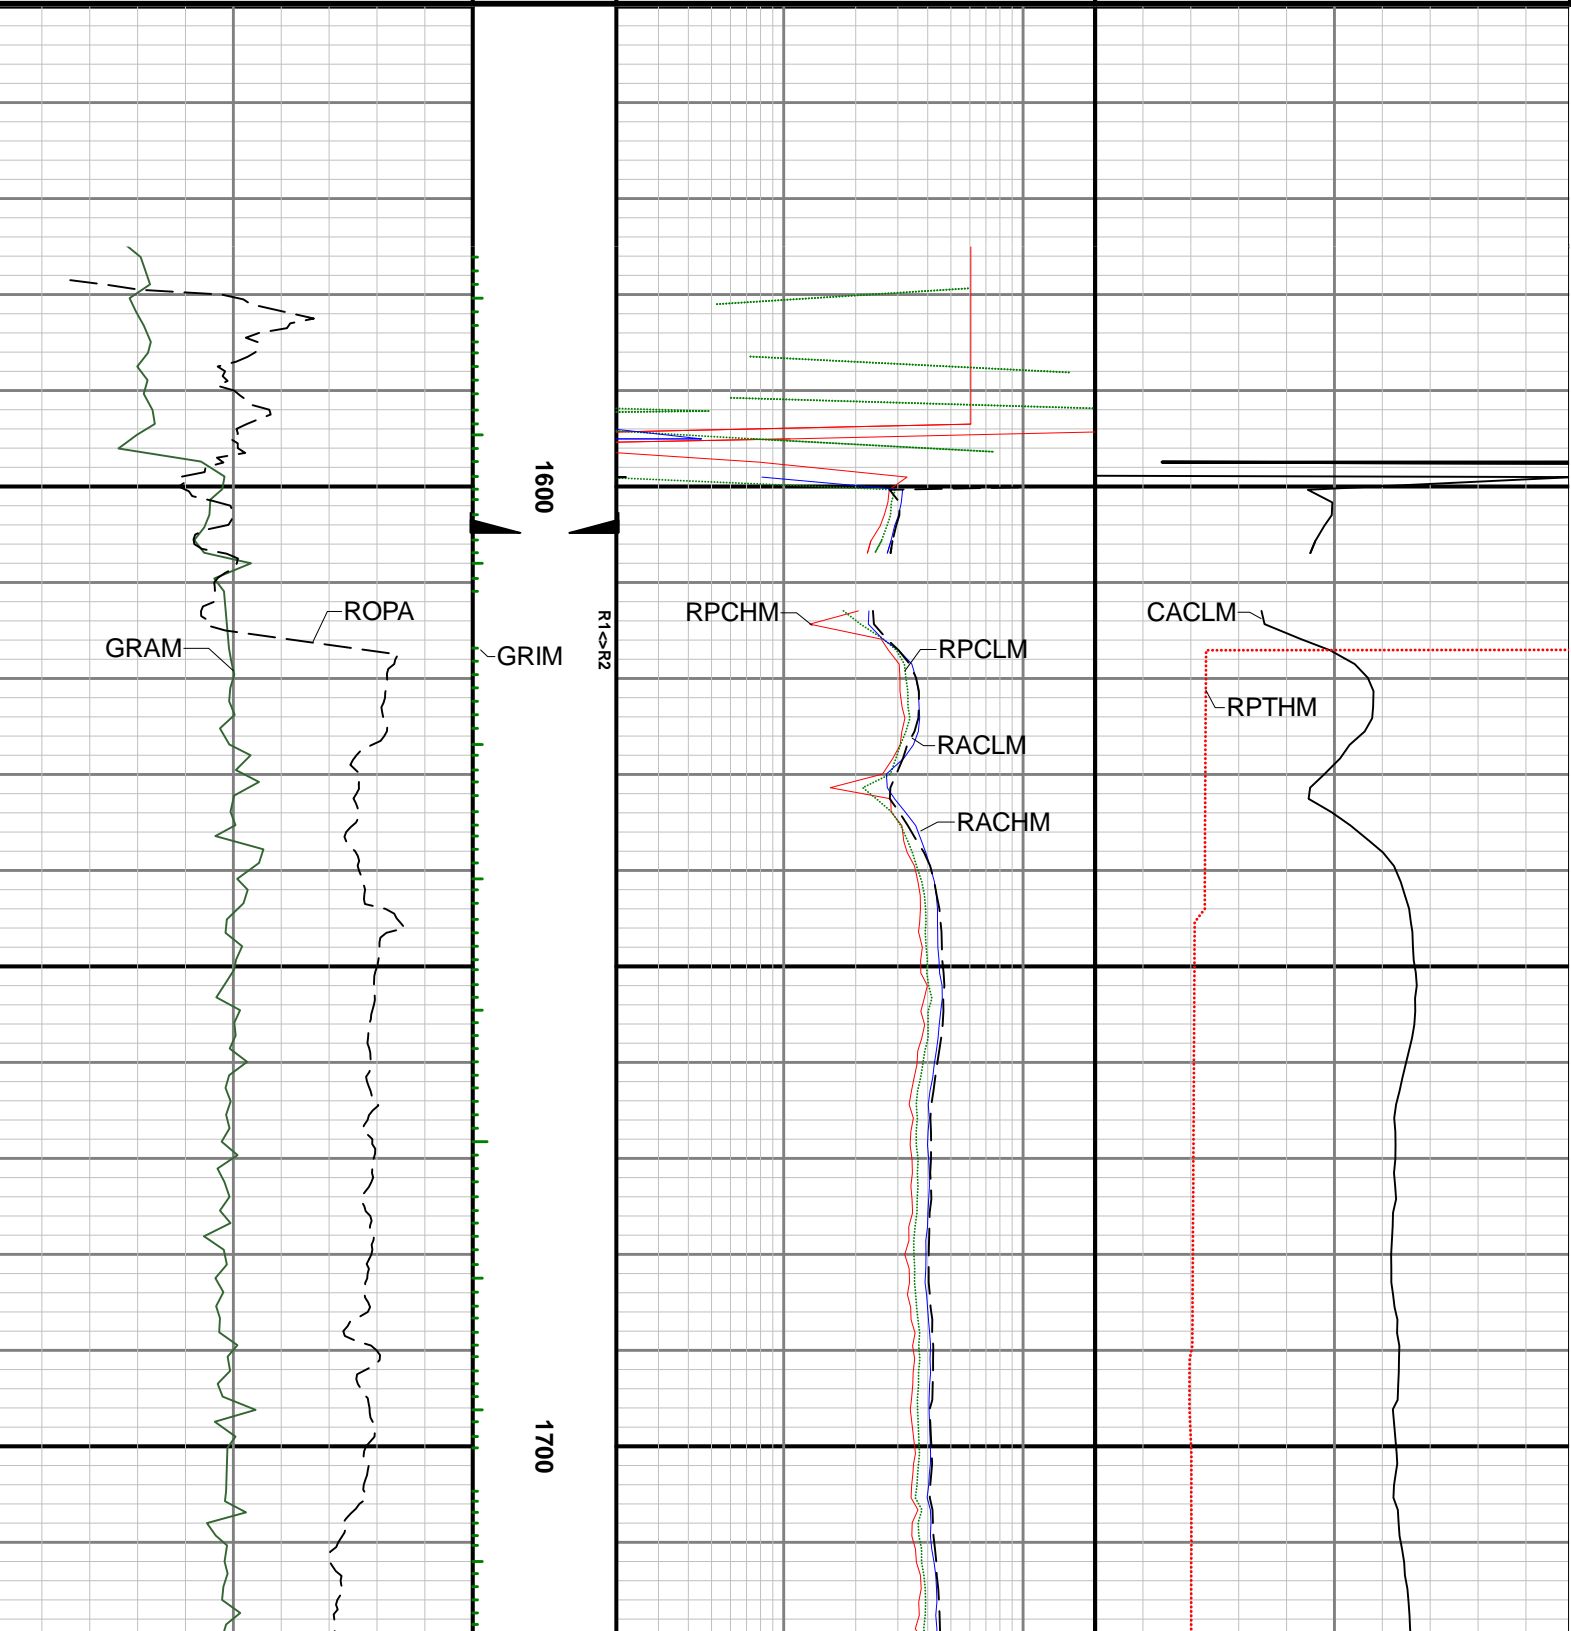 1600
R1<>R2
ROPA
RPCHM
CACLM
GRAM
GRIM
RPCLM
RPTHM
RACLM
RACHM
1700